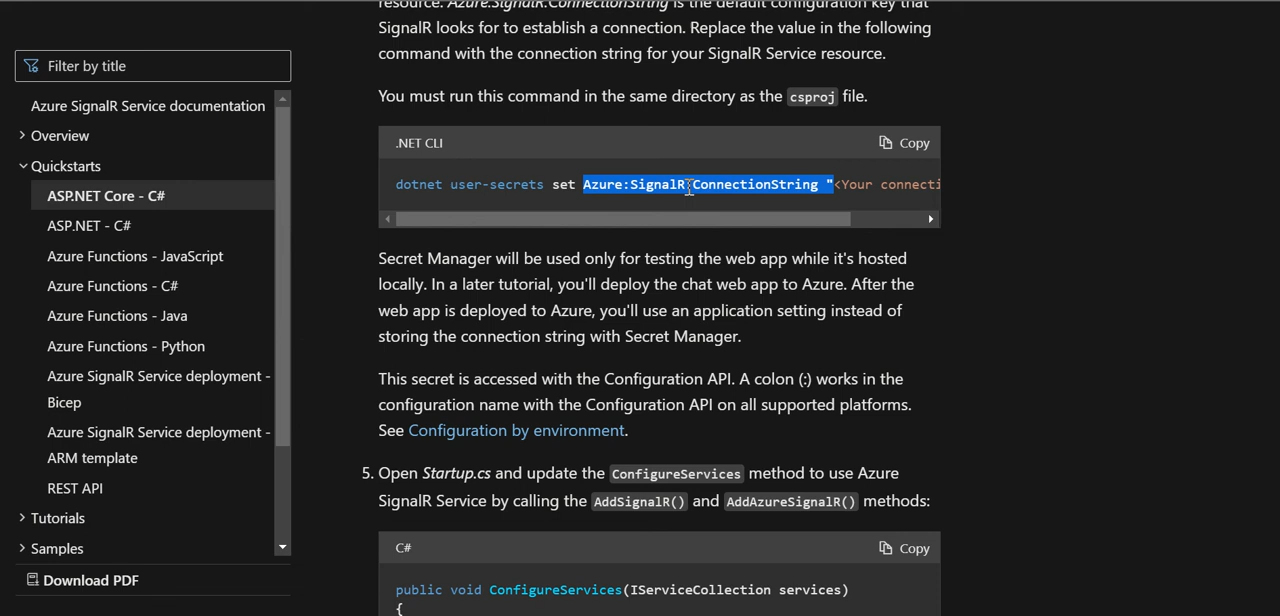 resource. Azure:SignalR:ConnectionString is the default configuration key that
SignalR looks for to establish a connection. Replace the value in the following
command with the connection string for your SignalR Service resource.
You must run this command in the same directory as the csproj file.
.NET CLI
Copy
dotnet user-secrets set Azure:SignalR:ConnectionString "<Your connecti
Secret Manager will be used only for testing the web app while it's hosted
locally. In a later tutorial, you'll deploy the chat web app to Azure. After the
web app is deployed to Azure, you'll use an application setting instead of
storing the connection string with Secret Manager.
This secret is accessed with the Configuration API. A colon (:) works in the
configuration name with the Configuration API on all supported platforms.
See Configuration by environment.
5. Open Startup.cs and update the ConfigureServices method to use Azure
SignalR Service by calling the AddSignalR() and AddAzureSignalR() methods:
C#
Copy
public void ConfigureServices(IServiceCollection services)
{
Filter by title
Azure SignalR Service documentation
Overview
Quickstarts
ASP.NET Core - C#
ASP.NET - C#
Azure Functions - JavaScript
Azure Functions - C#
Azure Functions - Java
Azure Functions - Python
Azure SignalR Service deployment -
Bicep
Azure SignalR Service deployment -
ARM template
REST API
Tutorials
Samples
Download PDF